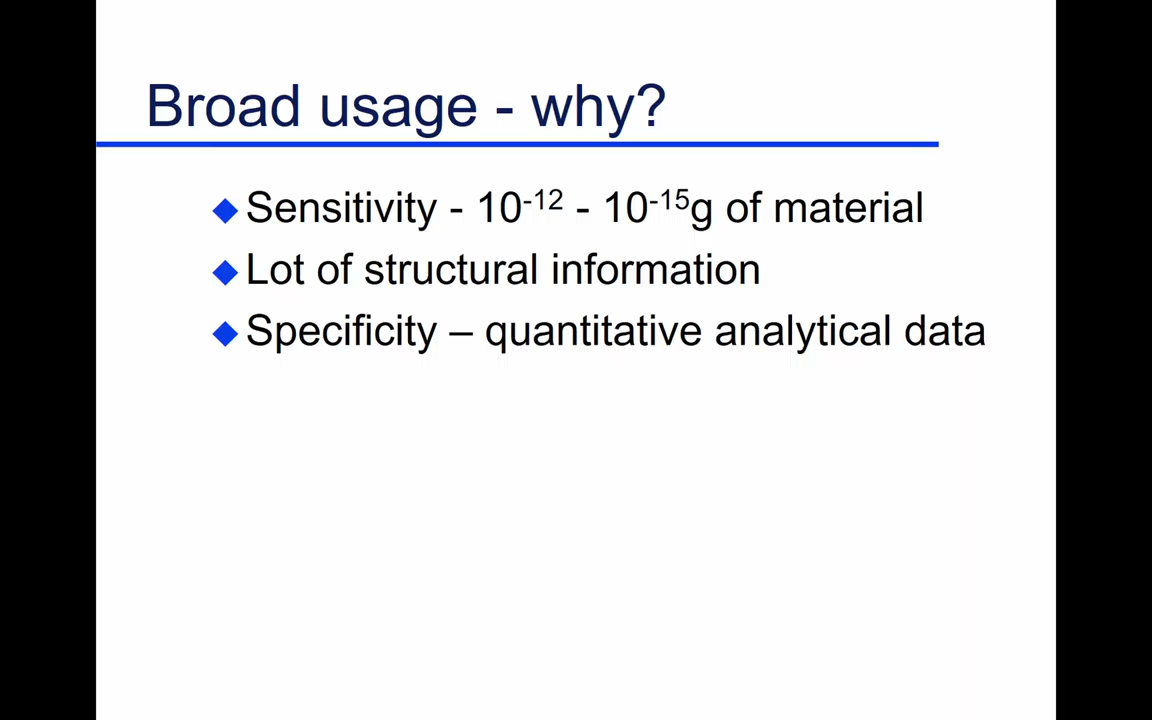 Broad usage - why?
Sensitivity - 10⁻¹² - 10⁻¹⁵g of material
Lot of structural information
Specificity – quantitative analytical data